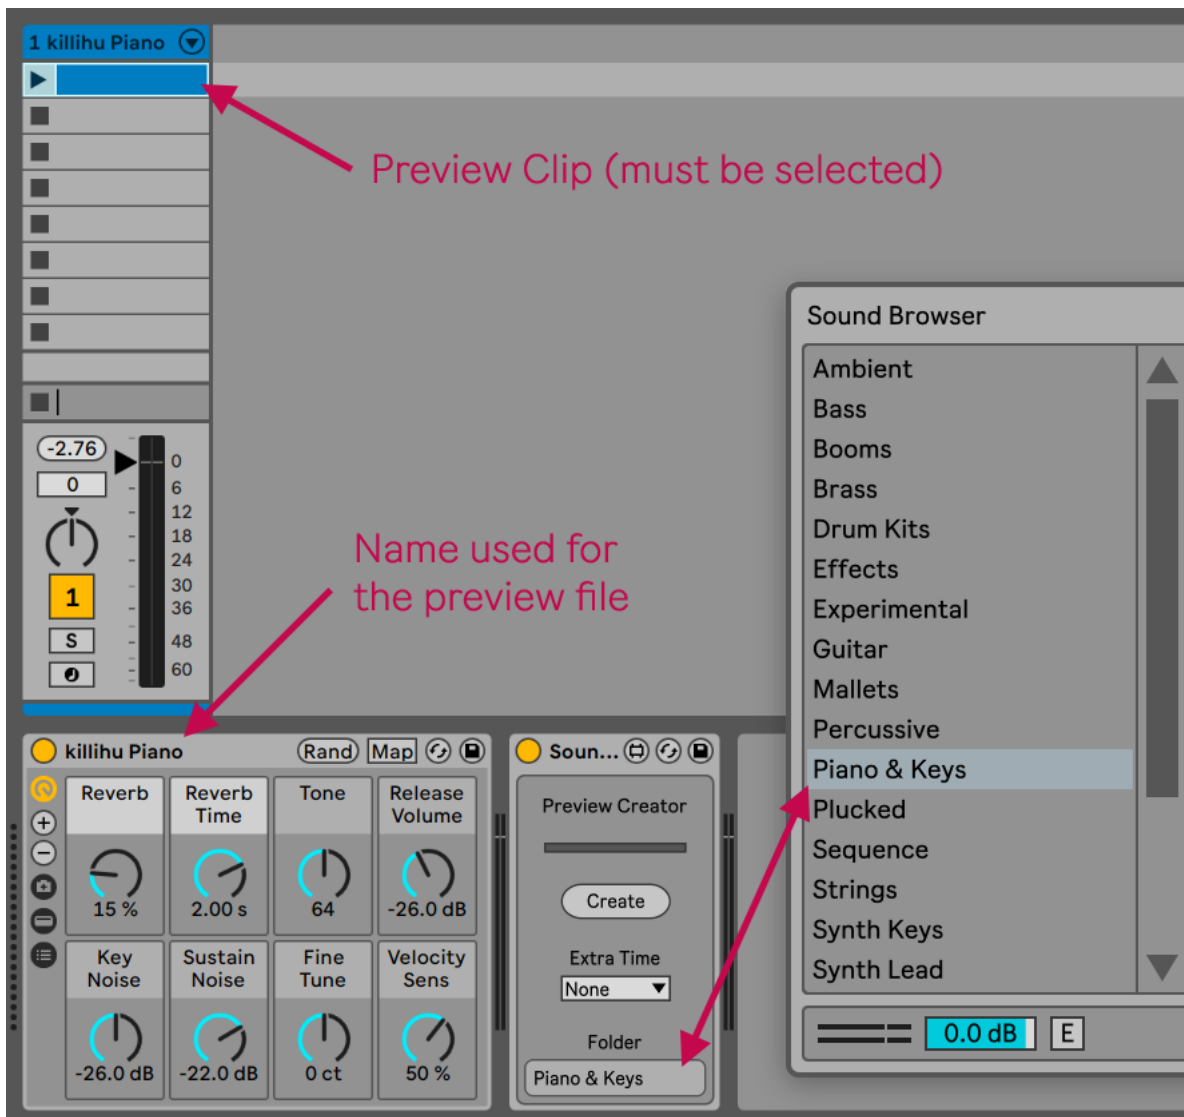 1 killihu Piano
Preview Clip (must be selected)
Sound Browser
Ambient
Bass
Booms
Brass
Drum Kits
Effects
Experimental
Guitar
Mallets
Percussive
Piano & Keys
Plucked
Sequence
Strings
Synth Keys
Synth Lead
0.0 dB
E
-2.76
0
0
6
12
18
24
30
36
48
60
1
S
Name used for
the preview file
killihu Piano
Rand
Map
Reverb
15 %
Reverb
Time
2.00 s
Tone
64
Release
Volume
-26.0 dB
Key
Noise
-26.0 dB
Sustain
Noise
-22.0 dB
Fine
Tune
0 ct
Velocity
Sens
50 %
Soun...
Preview Creator
Create
Extra Time
None
Folder
Piano & Keys